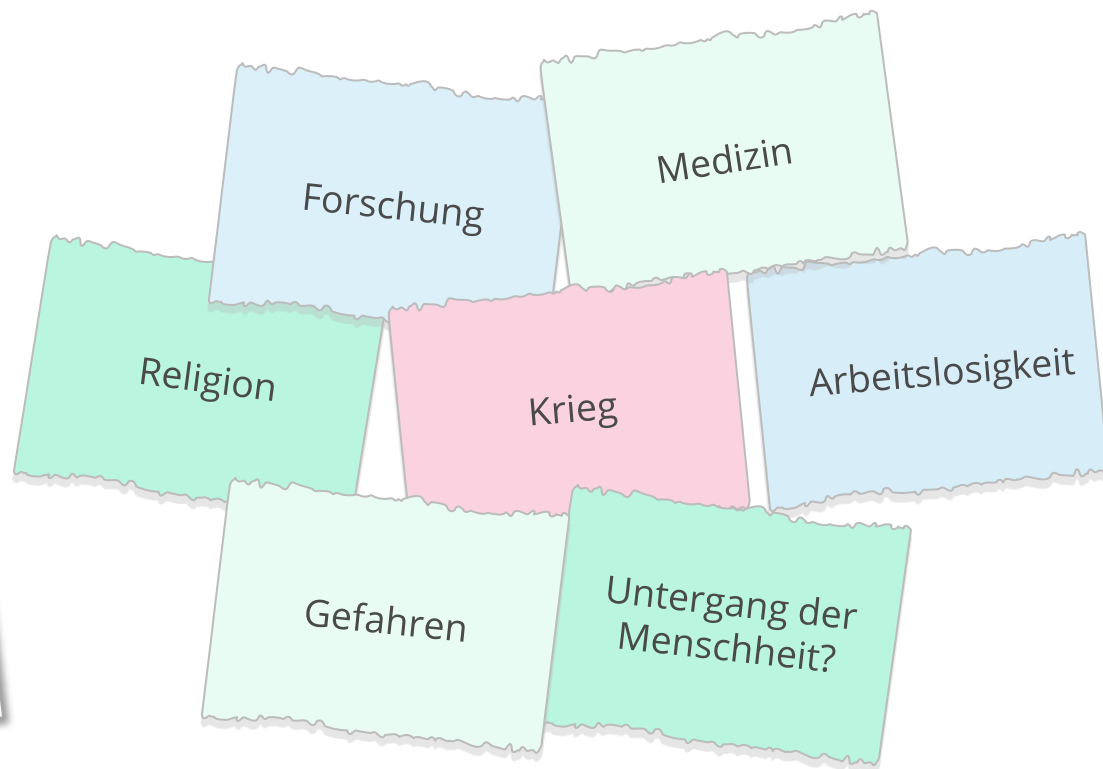 Forschung
Medizin
Religion
Krieg
Arbeitslosigkeit
Gefahren
Untergang der
Menschheit?